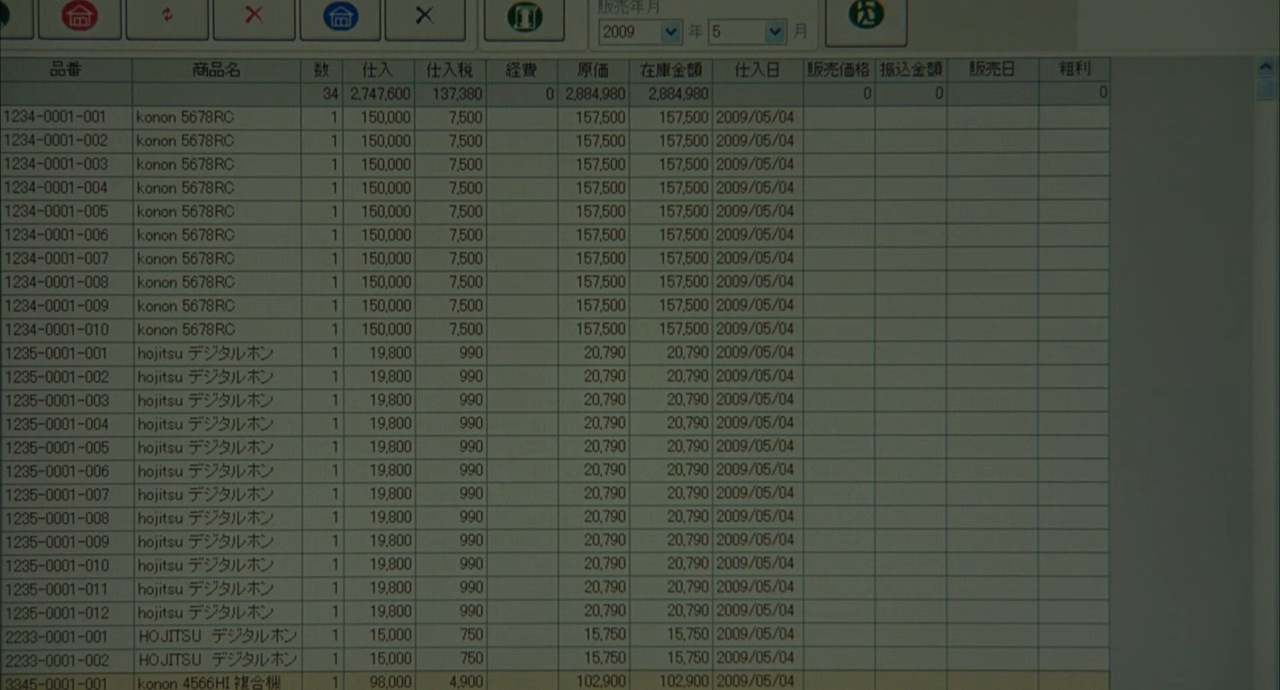 販売年月
2009 年 5 月
品番 商品名 数 仕入 仕入税 経費 原価 在庫金額 仕入日 販売価格 振込金額 販売日 粗利
34 2,747,600 137,380 0 2,884,980 2,884,980 0 0 0
1234-0001-001 konon 5678RC 1 150,000 7,500 157,500 157,500 2009/05/04
1234-0001-002 konon 5678RC 1 150,000 7,500 157,500 157,500 2009/05/04
1234-0001-003 konon 5678RC 1 150,000 7,500 157,500 157,500 2009/05/04
1234-0001-004 konon 5678RC 1 150,000 7,500 157,500 157,500 2009/05/04
1234-0001-005 konon 5678RC 1 150,000 7,500 157,500 157,500 2009/05/04
1234-0001-006 konon 5678RC 1 150,000 7,500 157,500 157,500 2009/05/04
1234-0001-007 konon 5678RC 1 150,000 7,500 157,500 157,500 2009/05/04
1234-0001-008 konon 5678RC 1 150,000 7,500 157,500 157,500 2009/05/04
1234-0001-009 konon 5678RC 1 150,000 7,500 157,500 157,500 2009/05/04
1234-0001-010 konon 5678RC 1 150,000 7,500 157,500 157,500 2009/05/04
1235-0001-001 hojitsu デジタルホン 1 19,800 990 20,790 20,790 2009/05/04
1235-0001-002 hojitsu デジタルホン 1 19,800 990 20,790 20,790 2009/05/04
1235-0001-003 hojitsu デジタルホン 1 19,800 990 20,790 20,790 2009/05/04
1235-0001-004 hojitsu デジタルホン 1 19,800 990 20,790 20,790 2009/05/04
1235-0001-005 hojitsu デジタルホン 1 19,800 990 20,790 20,790 2009/05/04
1235-0001-006 hojitsu デジタルホン 1 19,800 990 20,790 20,790 2009/05/04
1235-0001-007 hojitsu デジタルホン 1 19,800 990 20,790 20,790 2009/05/04
1235-0001-008 hojitsu デジタルホン 1 19,800 990 20,790 20,790 2009/05/04
1235-0001-009 hojitsu デジタルホン 1 19,800 990 20,790 20,790 2009/05/04
1235-0001-010 hojitsu デジタルホン 1 19,800 990 20,790 20,790 2009/05/04
1235-0001-011 hojitsu デジタルホン 1 19,800 990 20,790 20,790 2009/05/04
1235-0001-012 hojitsu デジタルホン 1 19,800 990 20,790 20,790 2009/05/04
2233-0001-001 HOJITSU デジタルホン 1 15,000 750 15,750 15,750 2009/05/04
2233-0001-002 HOJITSU デジタルホン 1 15,000 750 15,750 15,750 2009/05/04
3345-0001-001 konon 4566HI 複合機 1 98,000 4,900 102,900 102,900 2009/05/04